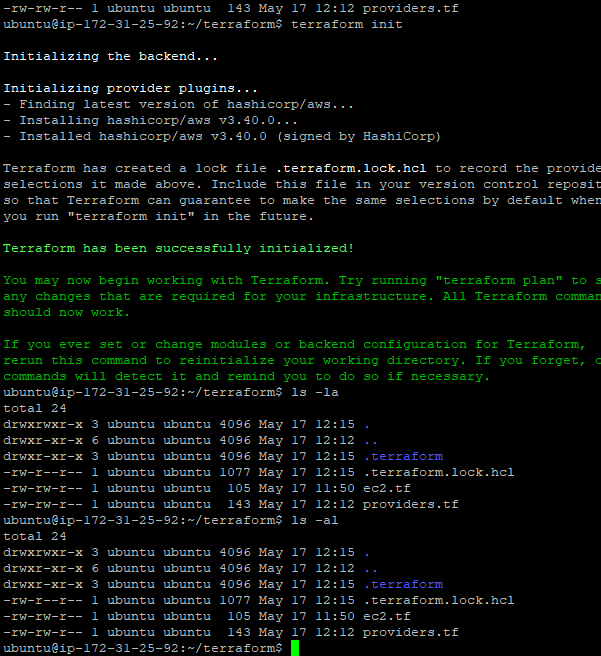 -rw-rw-r-- 1 ubuntu ubuntu  143 May 17 12:12 providers.tf
ubuntu@ip-172-31-25-92:~/terraform$ terraform init
Initializing the backend...
Initializing provider plugins...
- Finding latest version of hashicorp/aws...
- Installing hashicorp/aws v3.40.0...
- Installed hashicorp/aws v3.40.0 (signed by HashiCorp)
Terraform has created a lock file .terraform.lock.hcl to record the provide
selections it made above. Include this file in your version control reposit
so that Terraform can guarantee to make the same selections by default when
you run "terraform init" in the future.
Terraform has been successfully initialized!
You may now begin working with Terraform. Try running "terraform plan" to s
any changes that are required for your infrastructure. All Terraform comman
should now work.
If you ever set or change modules or backend configuration for Terraform,
rerun this command to reinitialize your working directory. If you forget, o
commands will detect it and remind you to do so if necessary.
ubuntu@ip-172-31-25-92:~/terraform$ ls -la
total 24
drwxrwxr-x 3 ubuntu ubuntu 4096 May 17 12:15 .
drwxr-xr-x 6 ubuntu ubuntu 4096 May 17 12:12 ..
drwxr-xr-x 3 ubuntu ubuntu 4096 May 17 12:15 .terraform
-rw-r--r-- 1 ubuntu ubuntu 1077 May 17 12:15 .terraform.lock.hcl
-rw-rw-r-- 1 ubuntu ubuntu  105 May 17 11:50 ec2.tf
-rw-rw-r-- 1 ubuntu ubuntu  143 May 17 12:12 providers.tf
ubuntu@ip-172-31-25-92:~/terraform$ ls -al
total 24
drwxrwxr-x 3 ubuntu ubuntu 4096 May 17 12:15 .
drwxr-xr-x 6 ubuntu ubuntu 4096 May 17 12:12 ..
drwxr-xr-x 3 ubuntu ubuntu 4096 May 17 12:15 .terraform
-rw-r--r-- 1 ubuntu ubuntu 1077 May 17 12:15 .terraform.lock.hcl
-rw-rw-r-- 1 ubuntu ubuntu  105 May 17 11:50 ec2.tf
-rw-rw-r-- 1 ubuntu ubuntu  143 May 17 12:12 providers.tf
ubuntu@ip-172-31-25-92:~/terraform$